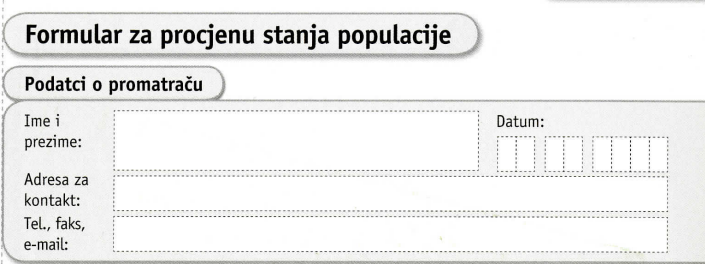 Formular za procjenu stanja populacije
Podatci o promatraču
Ime i
prezime:
Datum:
Adresa za
kontakt:
Tel., faks,
e-mail: